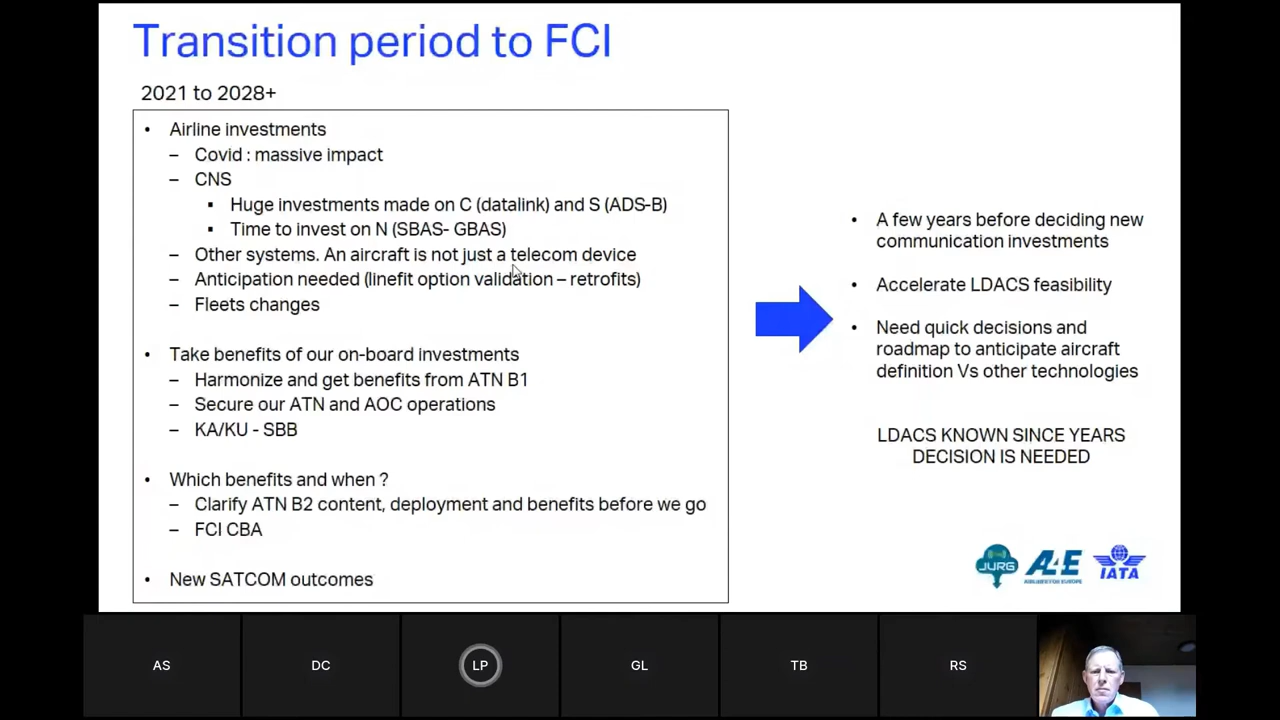 Transition period to FCI
2021 to 2028+
• Airline investments
– Covid : massive impact
– CNS
▪ Huge investments made on C (datalink) and S (ADS-B)
▪ Time to invest on N (SBAS- GBAS)
– Other systems. An aircraft is not just a telecom device
– Anticipation needed (linefit option validation – retrofits)
– Fleets changes
• Take benefits of our on-board investments
– Harmonize and get benefits from ATN B1
– Secure our ATN and AOC operations
– KA/KU - SBB
• Which benefits and when ?
– Clarify ATN B2 content, deployment and benefits before we go
– FCI CBA
• New SATCOM outcomes
• A few years before deciding new
communication investments
• Accelerate LDACS feasibility
• Need quick decisions and
roadmap to anticipate aircraft
definition Vs other technologies
LDACS KNOWN SINCE YEARS
DECISION IS NEEDED
JURG
A4E
AIRLINES FOR EUROPE
IATA
AS
DC
LP
GL
TB
RS